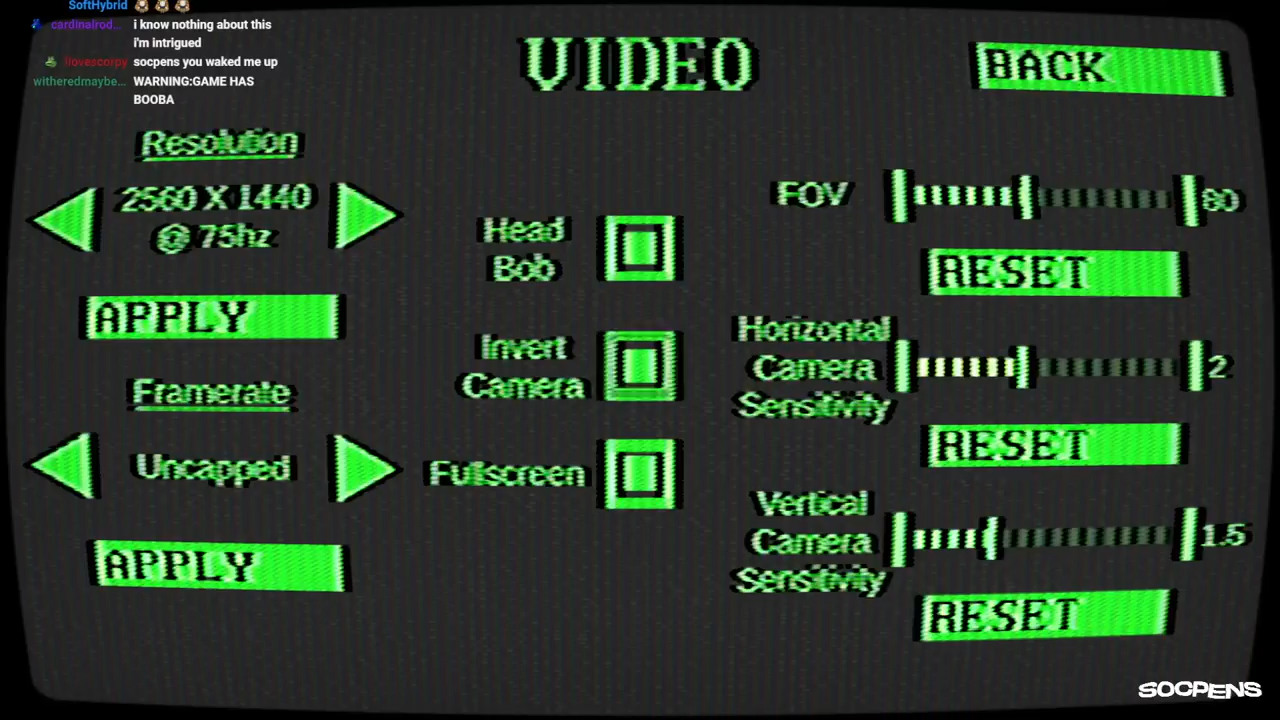 SoftHybrid
cardinalrod... i know nothing about this
i'm intrigued
ilovescorpy socpens you waked me up
witheredmaybe... WARNING:GAME HAS
BOOBA
VIDEO
BACK
Resolution
2560 X 1440
@ 75hz
APPLY
Framerate
Uncapped
APPLY
Head
Bob
Invert
Camera
Fullscreen
FOV 80
RESET
Horizontal
Camera 2
Sensitivity
RESET
Vertical
Camera 1.5
Sensitivity
RESET
SOCPENS